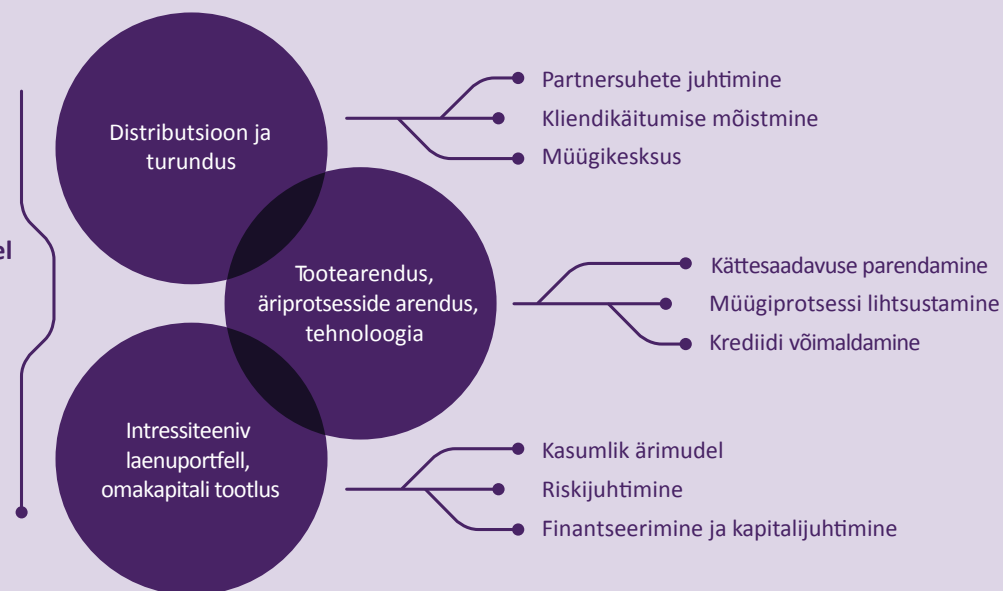 Distributsioon ja
turundus
Partnersuhete juhtimine
Kliendikäitumise mõistmine
Müügikesksus
Tootearendus,
äriprotsesside arendus,
tehnoloogia
Kättesaadavuse parendamine
Müügiprotsessi lihtsustamine
Krediidi võimaldamine
Intressiteeniv
laenuportfell,
omakapitali tootlus
Kasumlik ärimudel
Riskijuhtimine
Finantseerimine ja kapitalijuhtimine